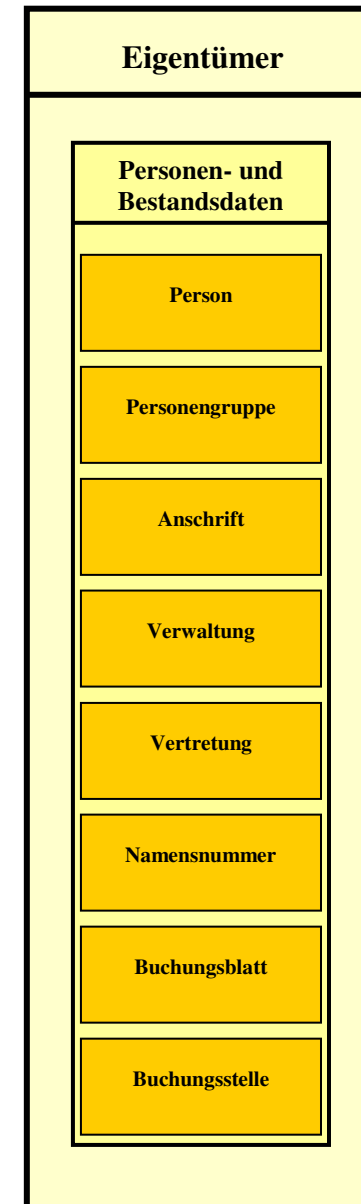 Eigentümer
Personen- und
Bestandsdaten
Person
Personengruppe
Anschrift
Verwaltung
Vertretung
Namensnummer
Buchungsblatt
Buchungsstelle